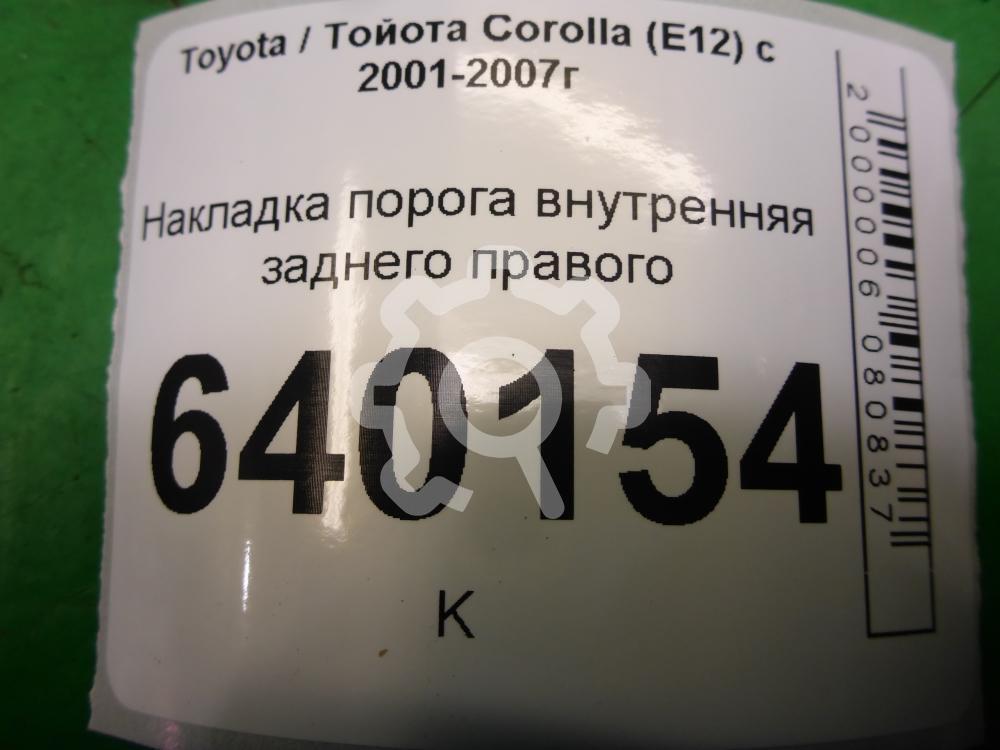 Toyota / Тойота Corolla (E12) с
2001-2007г
Накладка порога внутренняя
заднего правого
640154
К
2000006080837